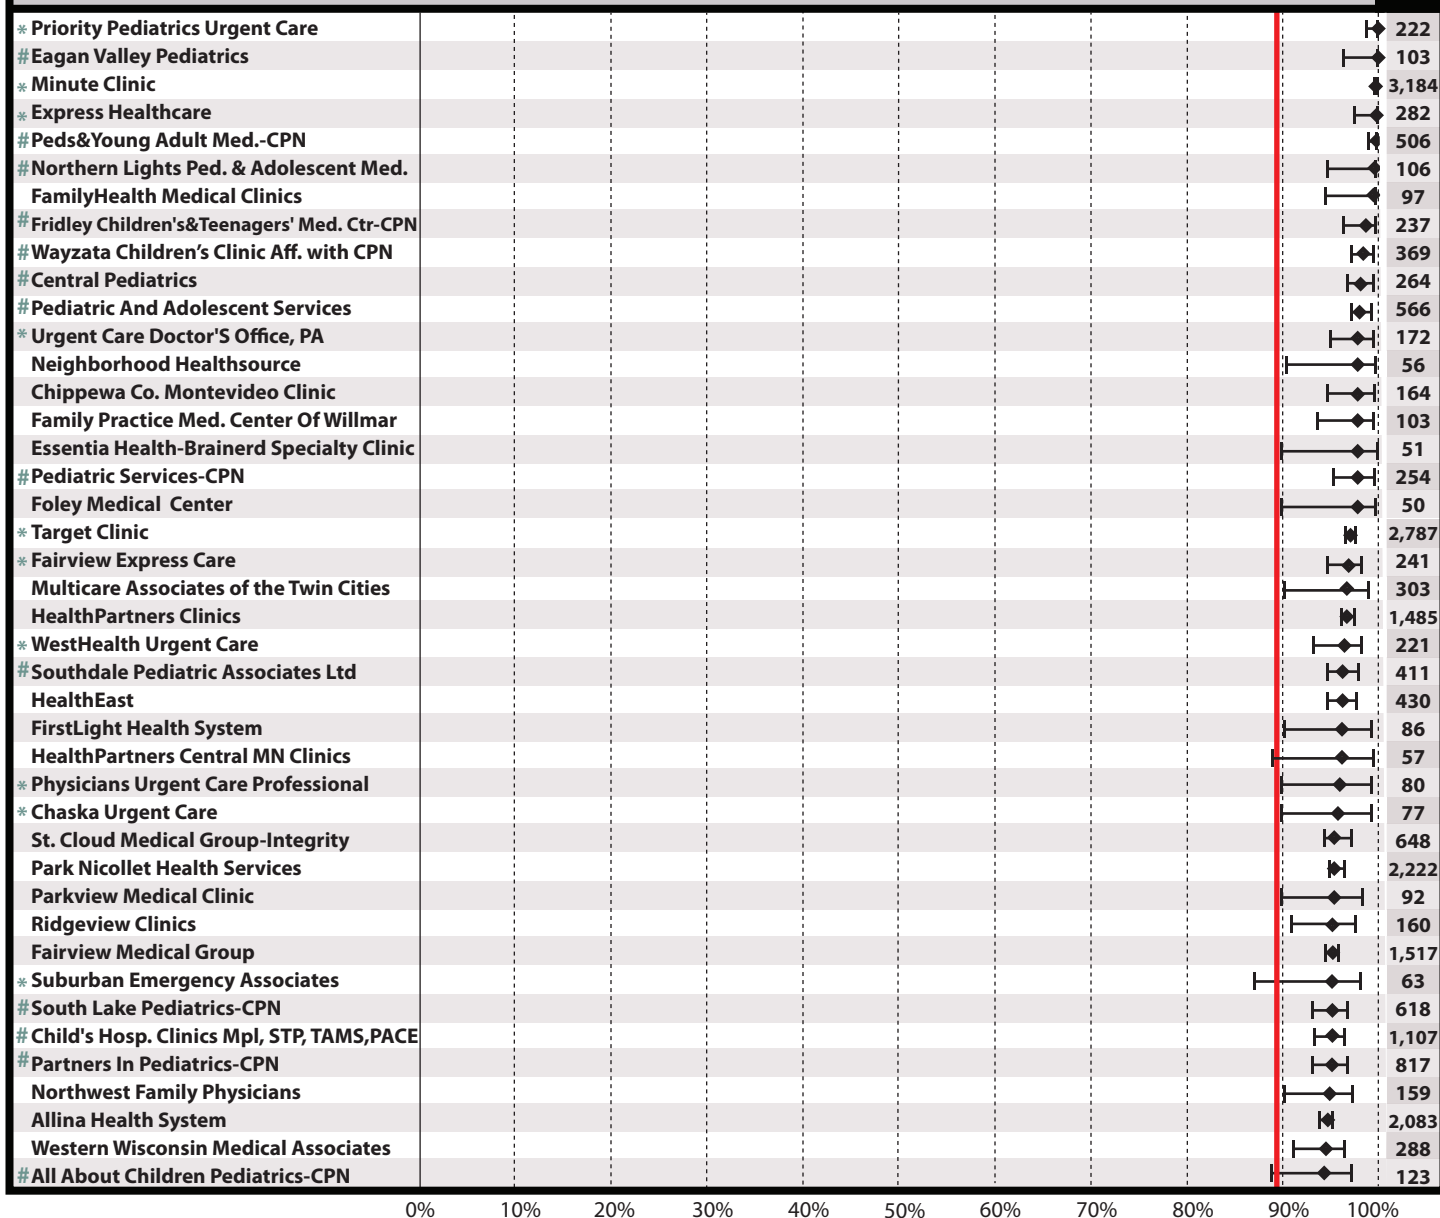 * Priority Pediatrics Urgent Care 222
# Eagan Valley Pediatrics 103
* Minute Clinic 3,184
* Express Healthcare 282
# Peds&Young Adult Med.-CPN 506
# Northern Lights Ped. & Adolescent Med. 106
FamilyHealth Medical Clinics 97
# Fridley Children's&Teenagers' Med. Ctr-CPN 237
# Wayzata Children’s Clinic Aff. with CPN 369
# Central Pediatrics 264
# Pediatric And Adolescent Services 566
* Urgent Care Doctor'S Office, PA 172
Neighborhood Healthsource 56
Chippewa Co. Montevideo Clinic 164
Family Practice Med. Center Of Willmar 103
Essentia Health-Brainerd Specialty Clinic 51
# Pediatric Services-CPN 254
Foley Medical Center 50
* Target Clinic 2,787
* Fairview Express Care 241
Multicare Associates of the Twin Cities 303
HealthPartners Clinics 1,485
* WestHealth Urgent Care 221
# Southdale Pediatric Associates Ltd 411
HealthEast 430
FirstLight Health System 86
HealthPartners Central MN Clinics 57
* Physicians Urgent Care Professional 80
* Chaska Urgent Care 77
St. Cloud Medical Group-Integrity 648
Park Nicollet Health Services 2,222
Parkview Medical Clinic 92
Ridgeview Clinics 160
Fairview Medical Group 1,517
* Suburban Emergency Associates 63
# South Lake Pediatrics-CPN 618
# Child's Hosp. Clinics Mpl, STP, TAMS,PACE 1,107
# Partners In Pediatrics-CPN 817
Northwest Family Physicians 159
Allina Health System 2,083
Western Wisconsin Medical Associates 288
# All About Children Pediatrics-CPN 123
0% 10% 20% 30% 40% 50% 60% 70% 80% 90% 100%